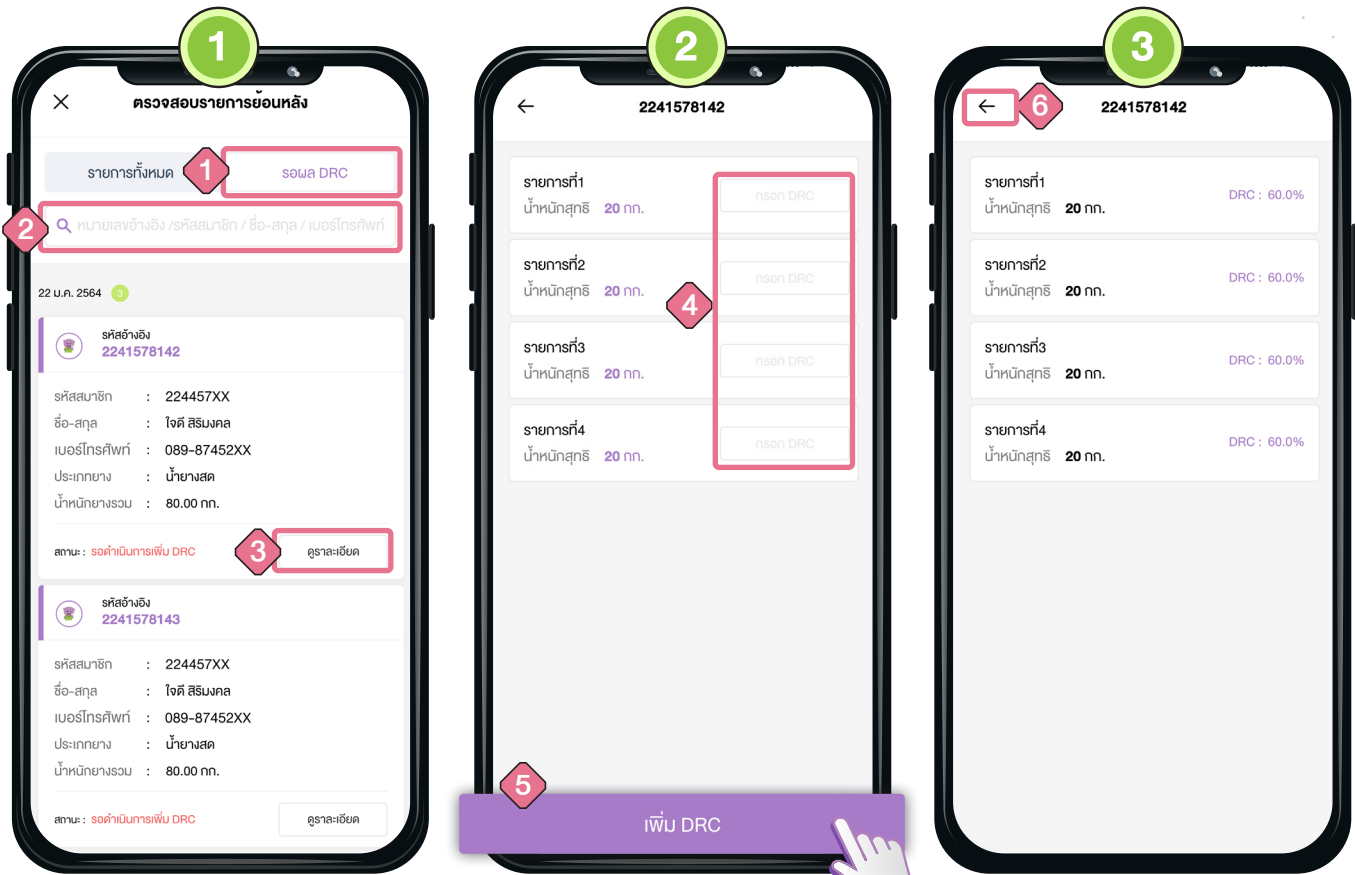 1
ตรวจสอบรายการย้อนหลัง
รายการทั้งหมด
1
รอผล DRC
2
หมายเลขอ้างอิง /รหัสสมาชิก / ชื่อ-สกุล / เบอร์โทรศัพท์
22 ม.ค. 2564 3
รหัสอ้างอิง
2241578142
รหัสสมาชิก : 224457XX
ชื่อ-สกุล : ใจดี สิริมงคล
เบอร์โทรศัพท์ : 089-87452XX
ประเภทยาง : น้ำยางสด
น้ำหนักยางรวม : 80.00 กก.
สถานะ : รอดำเนินการเพิ่ม DRC
3
ดูราละเอียด
รหัสอ้างอิง
2241578143
รหัสสมาชิก : 224457XX
ชื่อ-สกุล : ใจดี สิริมงคล
เบอร์โทรศัพท์ : 089-87452XX
ประเภทยาง : น้ำยางสด
น้ำหนักยางรวม : 80.00 กก.
สถานะ : รอดำเนินการเพิ่ม DRC
ดูราละเอียด
2
2241578142
รายการที่1
น้ำหนักสุทธิ 20 กก.
กรอก DRC
รายการที่2
น้ำหนักสุทธิ 20 กก.
กรอก DRC
4
รายการที่3
น้ำหนักสุทธิ 20 กก.
กรอก DRC
รายการที่4
น้ำหนักสุทธิ 20 กก.
กรอก DRC
5
เพิ่ม DRC
3
6
2241578142
รายการที่1
น้ำหนักสุทธิ 20 กก.
DRC : 60.0%
รายการที่2
น้ำหนักสุทธิ 20 กก.
DRC : 60.0%
รายการที่3
น้ำหนักสุทธิ 20 กก.
DRC : 60.0%
รายการที่4
น้ำหนักสุทธิ 20 กก.
DRC : 60.0%